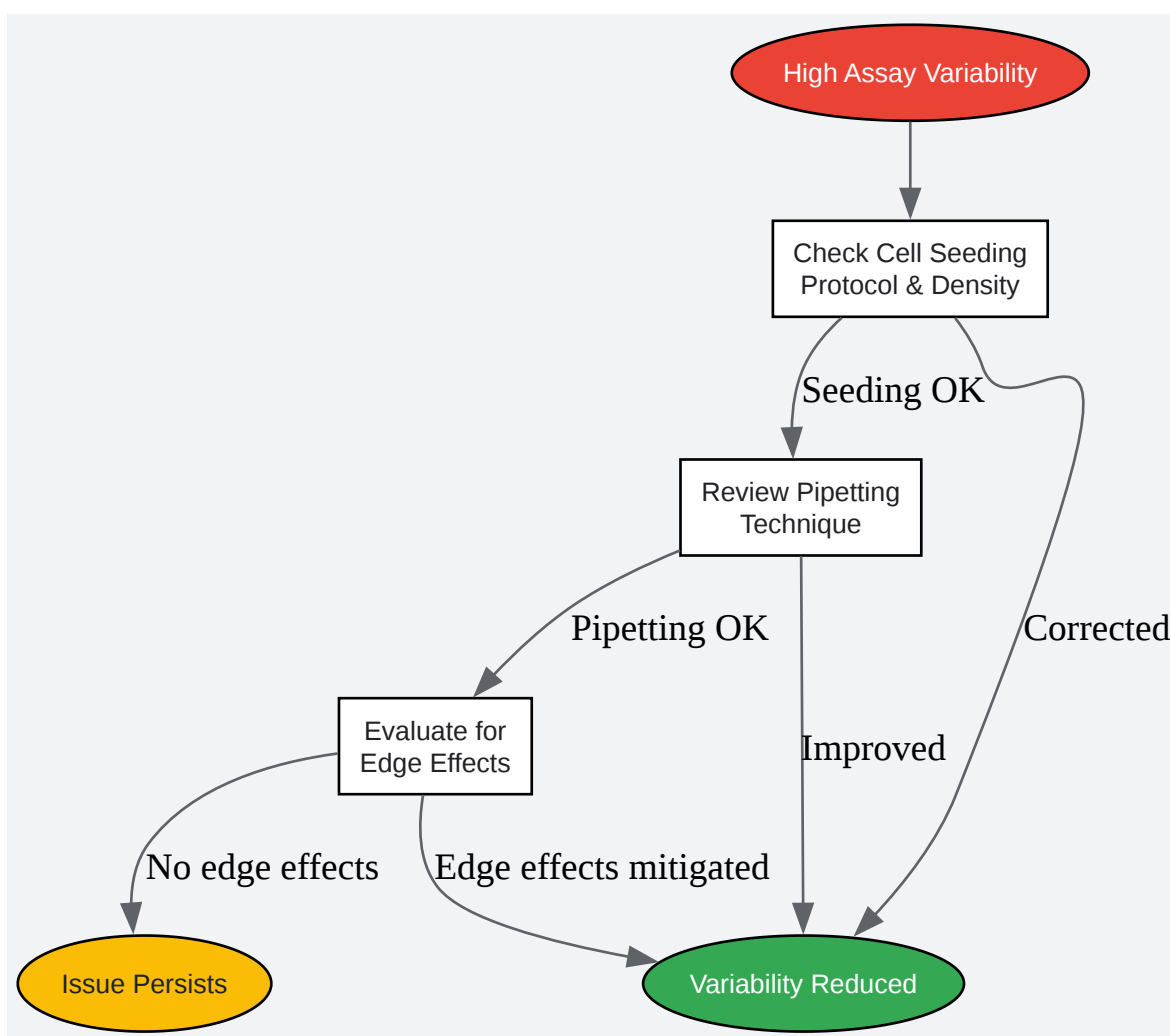 High Assay Variability
Check Cell Seeding
Protocol & Density
Seeding OK
Review Pipetting
Technique
Pipetting OK
Corrected
Evaluate for
Edge Effects
Improved
No edge effects
Edge effects mitigated
Issue Persists
Variability Reduced